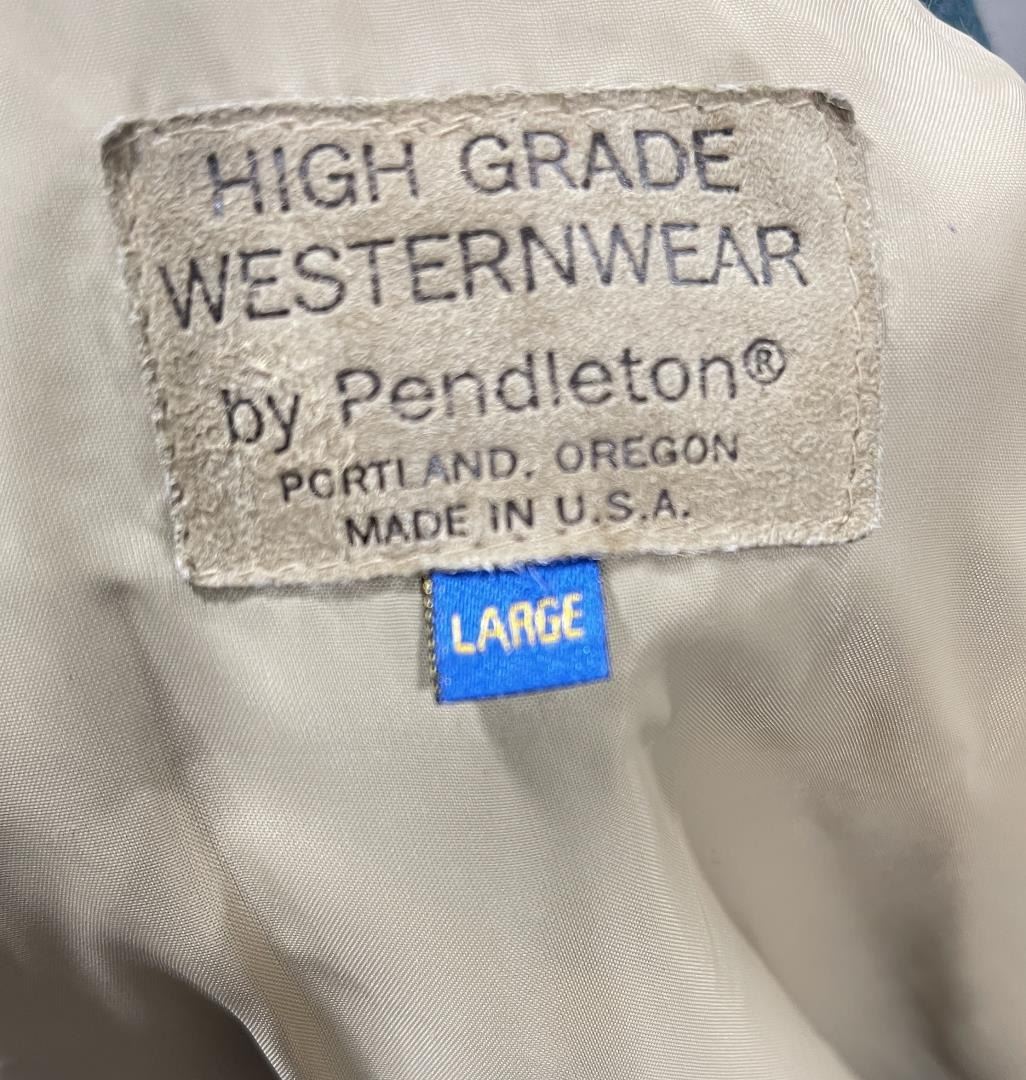 HIGH GRADE
WESTERNWEAR
by Pendleton®
PORTLAND, OREGON
MADE IN U.S.A.
LARGE